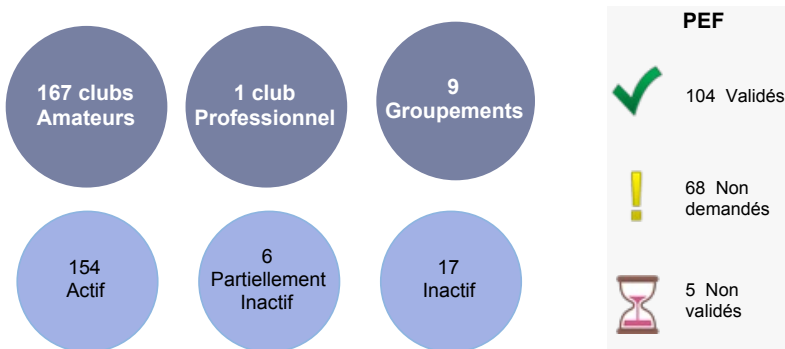 167 clubs
Amateurs
1 club
Professionnel
9
Groupements
154
Actif
6
Partiellement
Inactif
17
Inactif
PEF
104 Validés
68 Non
demandés
5 Non
validés